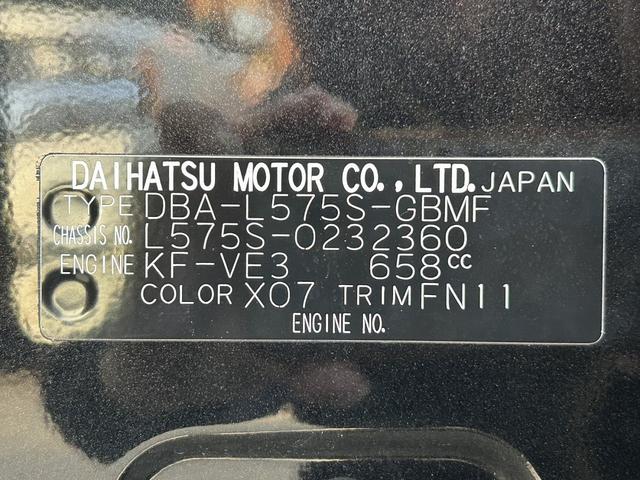 DAIHATSU MOTOR CO., LTD. JAPAN
TYPE DBA-L575S-GBMF
CHASSIS NO. L575S-0232360
ENGINE KF-VE3 658cc
COLOR X07 TRIM FN11
ENGINE NO.